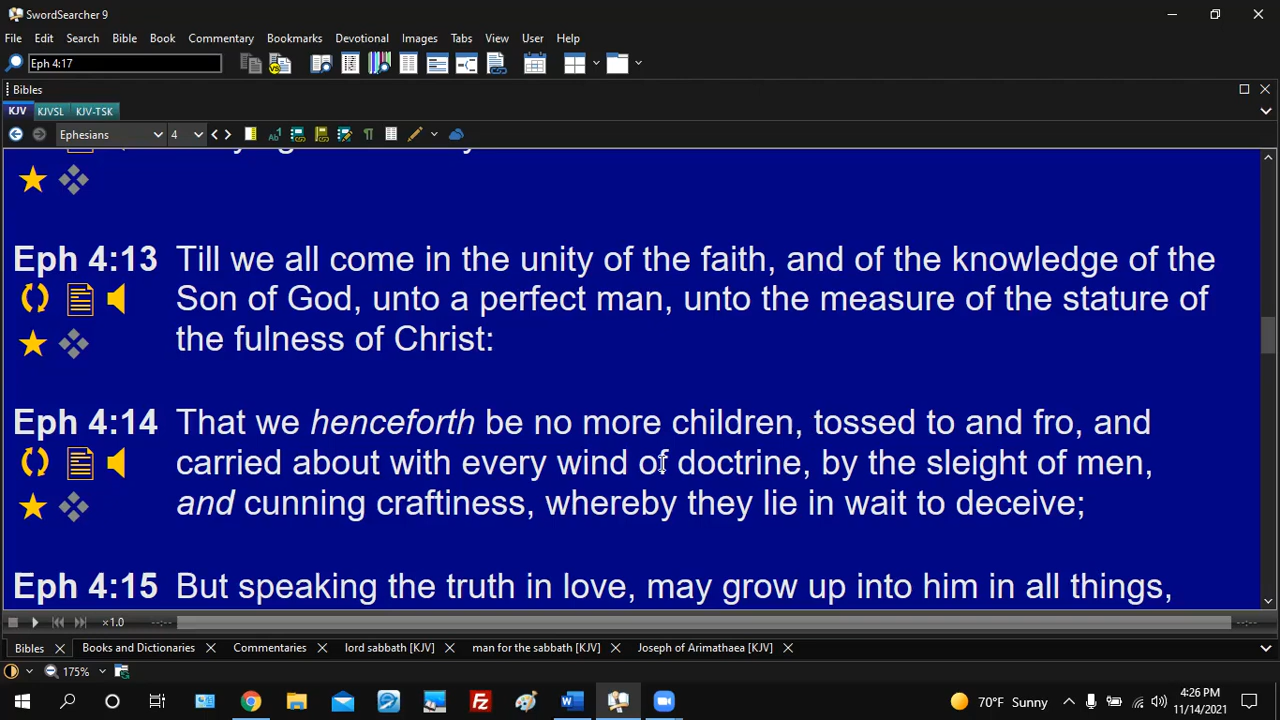 SwordSearcher 9
File Edit Search Bible Book Commentary Bookmarks Devotional Images Tabs View User Help
Eph 4:17
Bibles
KJV KJVSL KJV-TSK
Ephesians 4
Eph 4:13 Till we all come in the unity of the faith, and of the knowledge of the
Son of God, unto a perfect man, unto the measure of the stature of
the fulness of Christ:
Eph 4:14 That we henceforth be no more children, tossed to and fro, and
carried about with every wind of doctrine, by the sleight of men,
and cunning craftiness, whereby they lie in wait to deceive;
Eph 4:15 But speaking the truth in love, may grow up into him in all things,
×1.0 --:-- --:--
Bibles Books and Dictionaries Commentaries lord sabbath [KJV] man for the sabbath [KJV] Joseph of Arimathaea [KJV]
175%
70°F Sunny 4:26 PM
11/14/2021